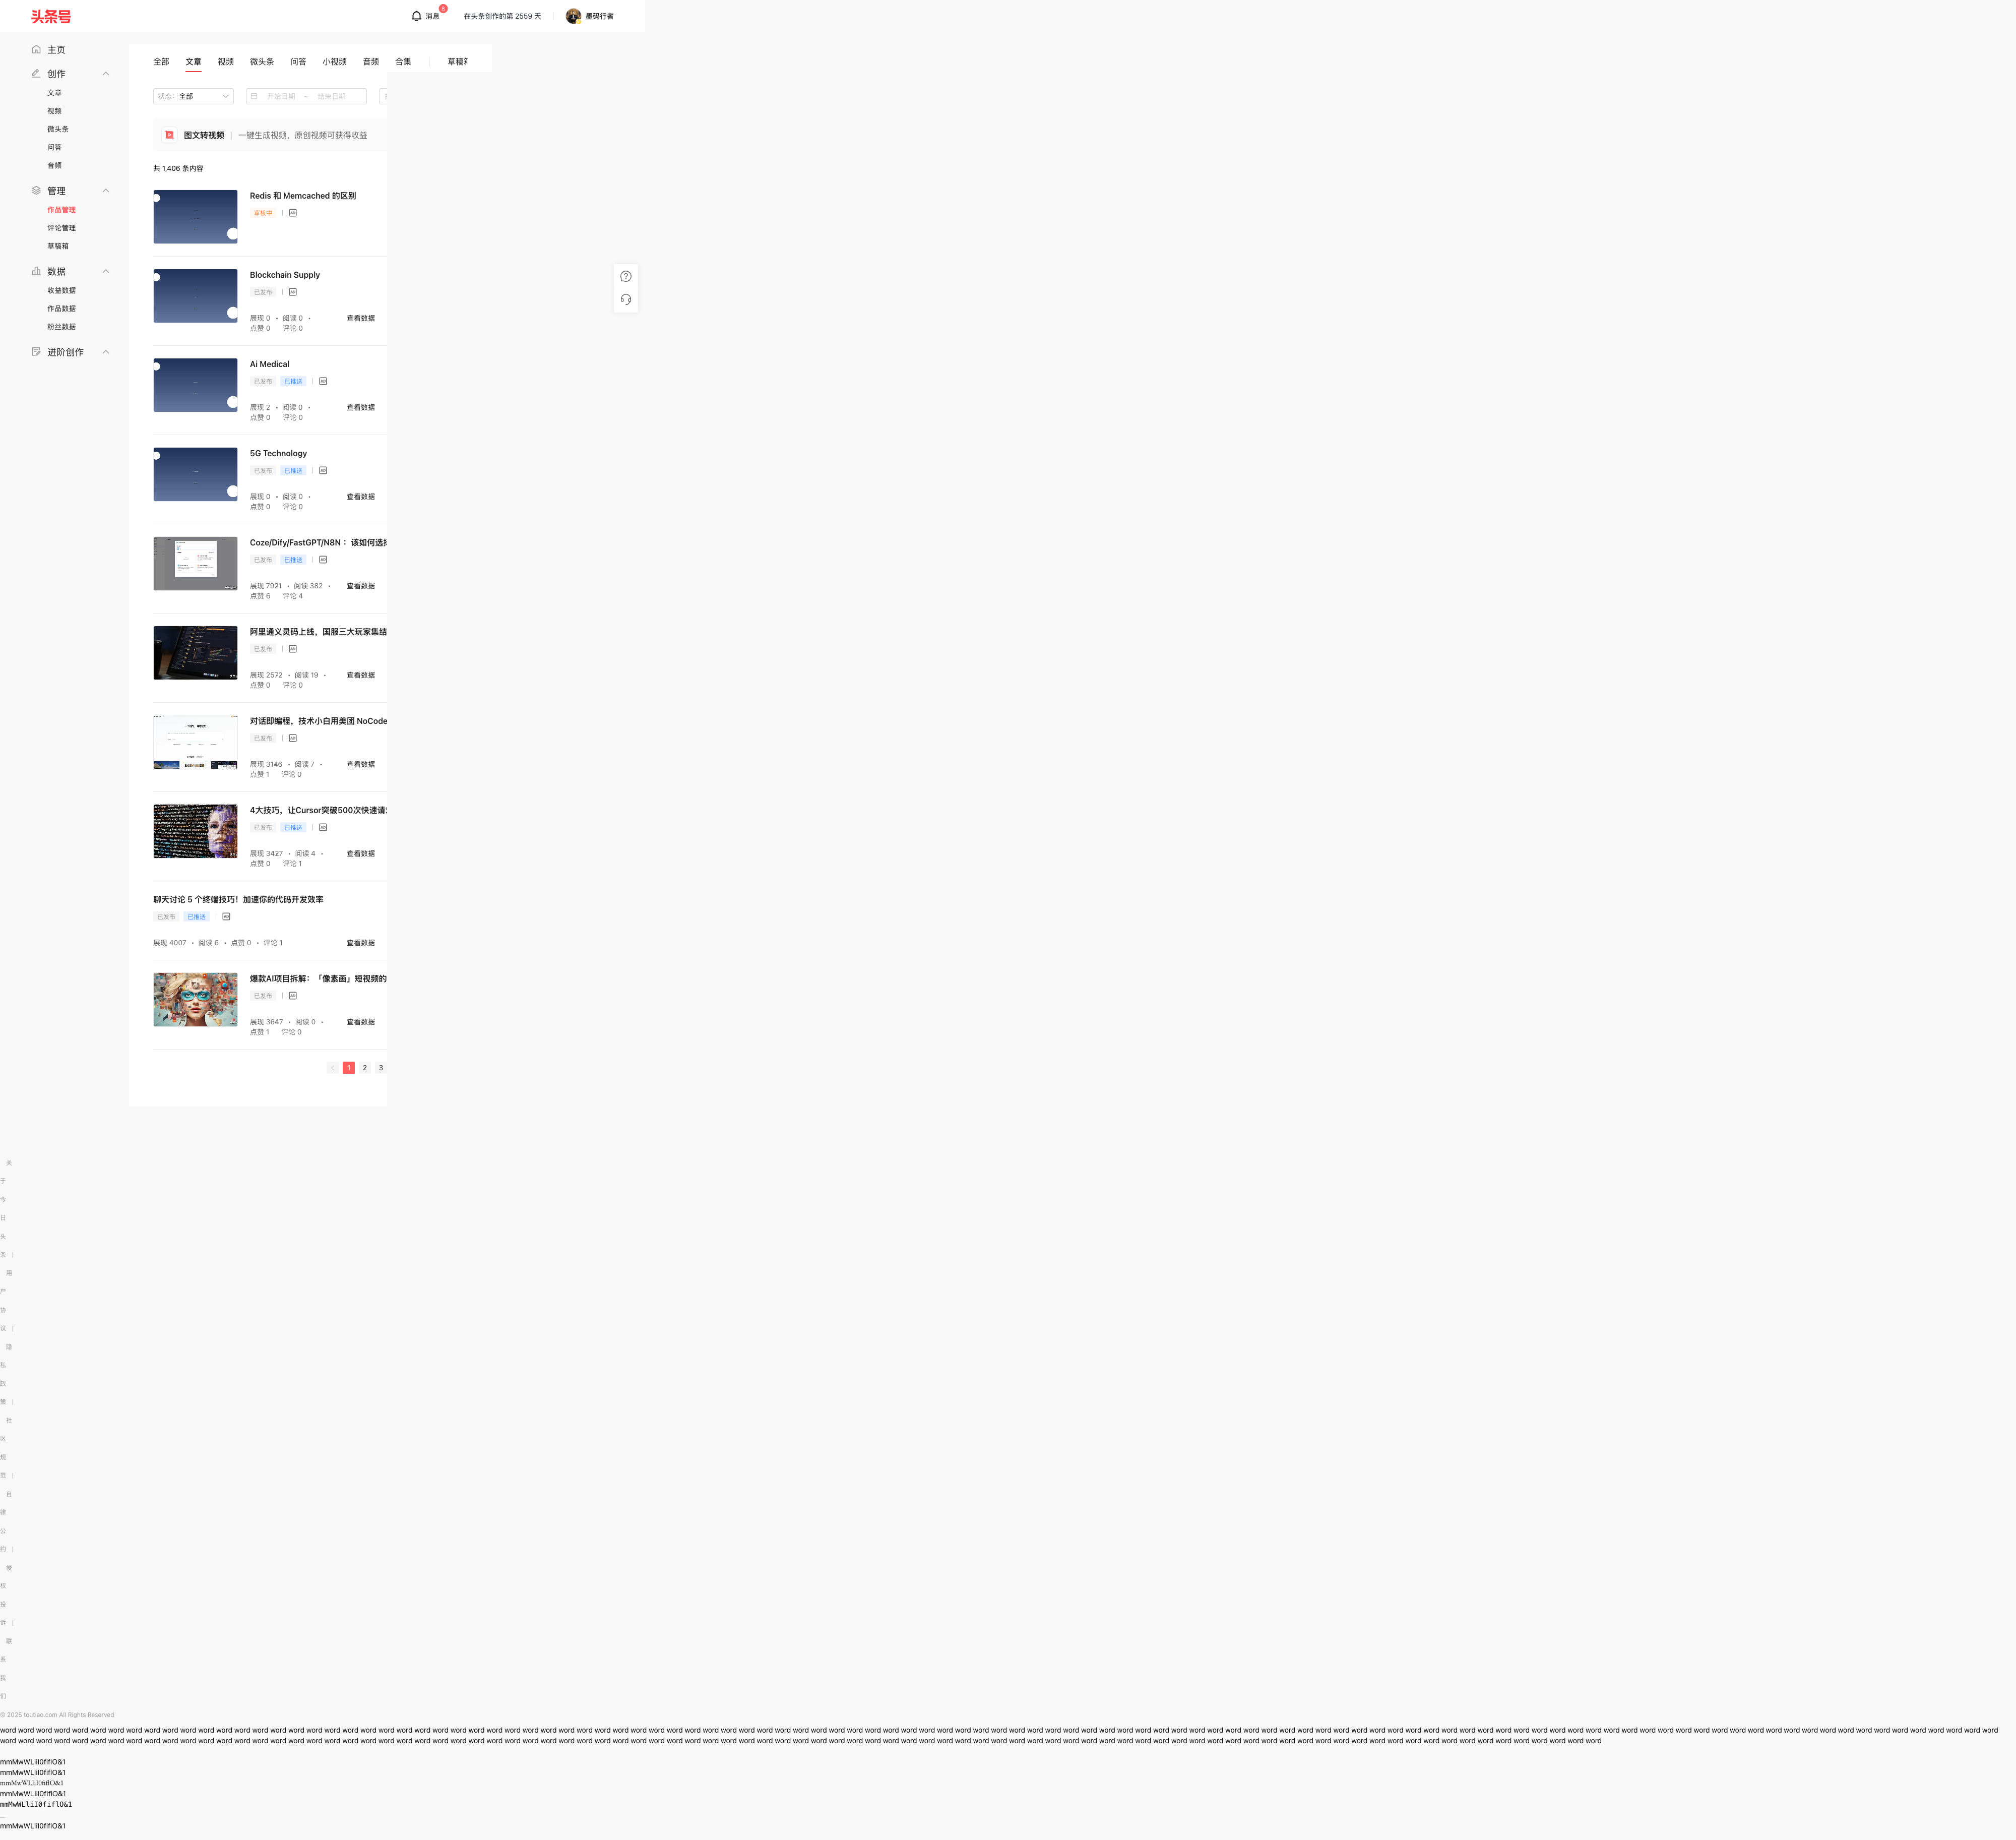 头条号
消息
5
在头条创作的第 2559 天
墨码行者
主页
创作
文章
视频
微头条
问答
音频
管理
作品管理
评论管理
草稿箱
数据
收益数据
作品数据
粉丝数据
进阶创作
全部 文章 视频 微头条 问答 小视频 音频 合集 草稿箱
状态: 全部
开始日期 ~ 结束日期
图文转视频 | 一键生成视频，原创视频可获得收益
共 1,406 条内容
Redis 和 Memcached 的区别
审核中
Blockchain Supply
已发布
展现 0 • 阅读 0 •
点赞 0 评论 0
查看数据
Ai Medical
已发布 已推送
展现 2 • 阅读 0 •
点赞 0 评论 0
查看数据
5G Technology
已发布 已推送
展现 0 • 阅读 0 •
点赞 0 评论 0
查看数据
Coze/Dify/FastGPT/N8N ：该如何选择
已发布 已推送
展现 7921 • 阅读 382 •
点赞 6 评论 4
查看数据
阿里通义灵码上线，国服三大玩家集结
已发布
展现 2572 • 阅读 19 •
点赞 0 评论 0
查看数据
对话即编程，技术小白用美团 NoCode
已发布
展现 3146 • 阅读 7 •
点赞 1 评论 0
查看数据
4大技巧，让Cursor突破500次快速请求
已发布 已推送
展现 3427 • 阅读 4 •
点赞 0 评论 1
查看数据
聊天讨论 5 个终端技巧！加速你的代码开发效率
已发布 已推送
展现 4007 • 阅读 6 • 点赞 0 • 评论 1
查看数据
爆款AI项目拆解：「像素画」短视频的
已发布
展现 3647 • 阅读 0 •
点赞 1 评论 0
查看数据
1 2 3
关
于
今
日
头
条 |
用
户
协
议 |
隐
私
政
策 |
社
区
规
范 |
自
律
公
约 |
侵
权
投
诉 |
联
系
我
们
© 2025 toutiao.com All Rights Reserved
word word word word word word word word word word word word word word word word word word word word word word word word word word word word word word word word word word word word word word word word word word word word word word word word word word word word word word word word word word word word word word word word word word word word word word word word word word word word word word word word word word word word word word word word word word word word word word word word word word word word word word word word word word word
word word word word word word word word word word word word word word word word word word word word word word word word word word word word word word word word word word word word word word word word word word word word word word word word word word word word word word word word word word word word word word word word word word word word word word word word word word word word word word word word word word word word word
mmMwWLliI0fiflO&1
mmMwWLliI0fiflO&1
mmMwWLliI0fiflO&1
mmMwWLliI0fiflO&1
mmMwWLliI0fiflO&1
mmMwWLliI0fiflO&1